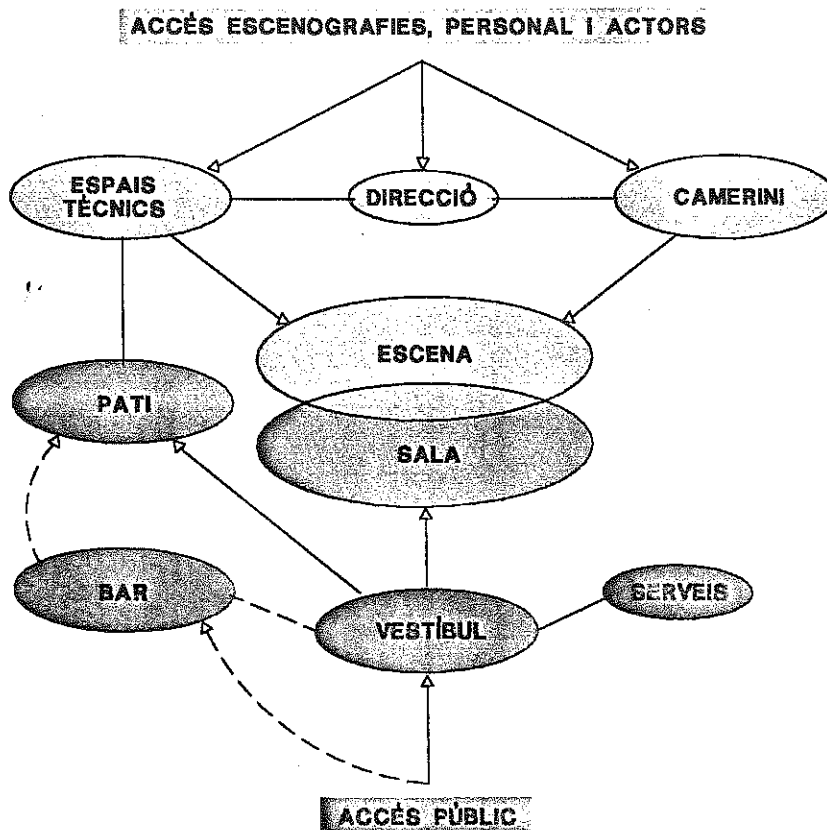 ACCÉS ESCENOGRAFIES, PERSONAL I ACTORS
ESPAIS
TÈCNICS
DIRECCIÓ
CAMERINI
ESCENA
PATI
SALA
BAR
SERVEIS
VESTÍBUL
ACCÉS PÚBLIC